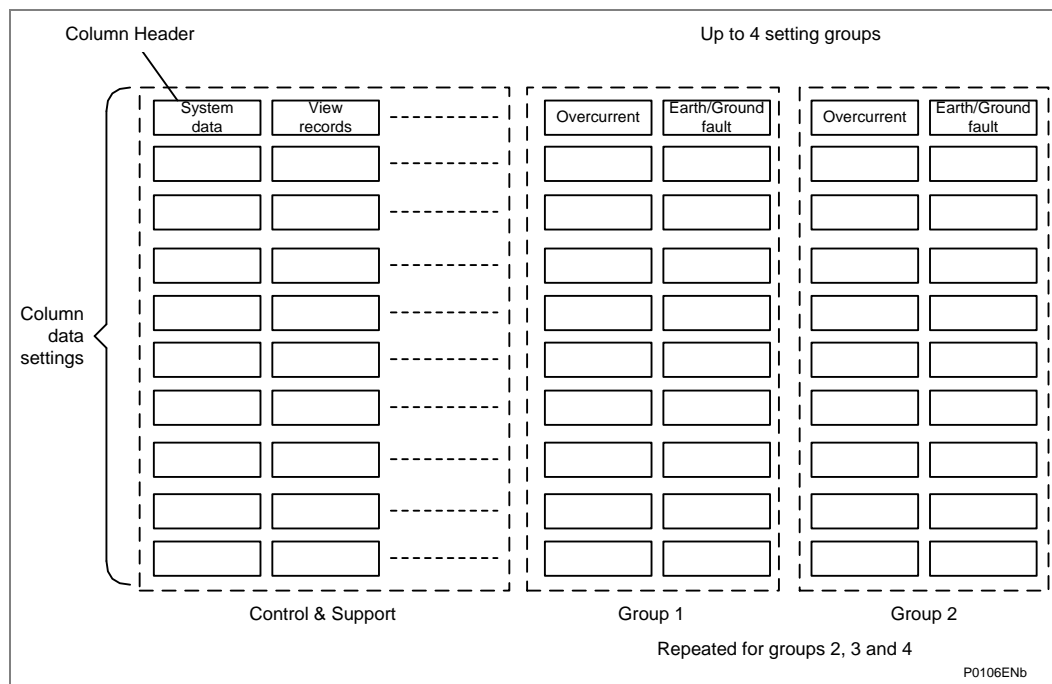 Column Header
Up to 4 setting groups
System
data
View
records
Overcurrent
Earth/Ground
fault
Overcurrent
Earth/Ground
fault
Column
data
settings
Control & Support
Group 1
Group 2
Repeated for groups 2, 3 and 4
P0106ENb